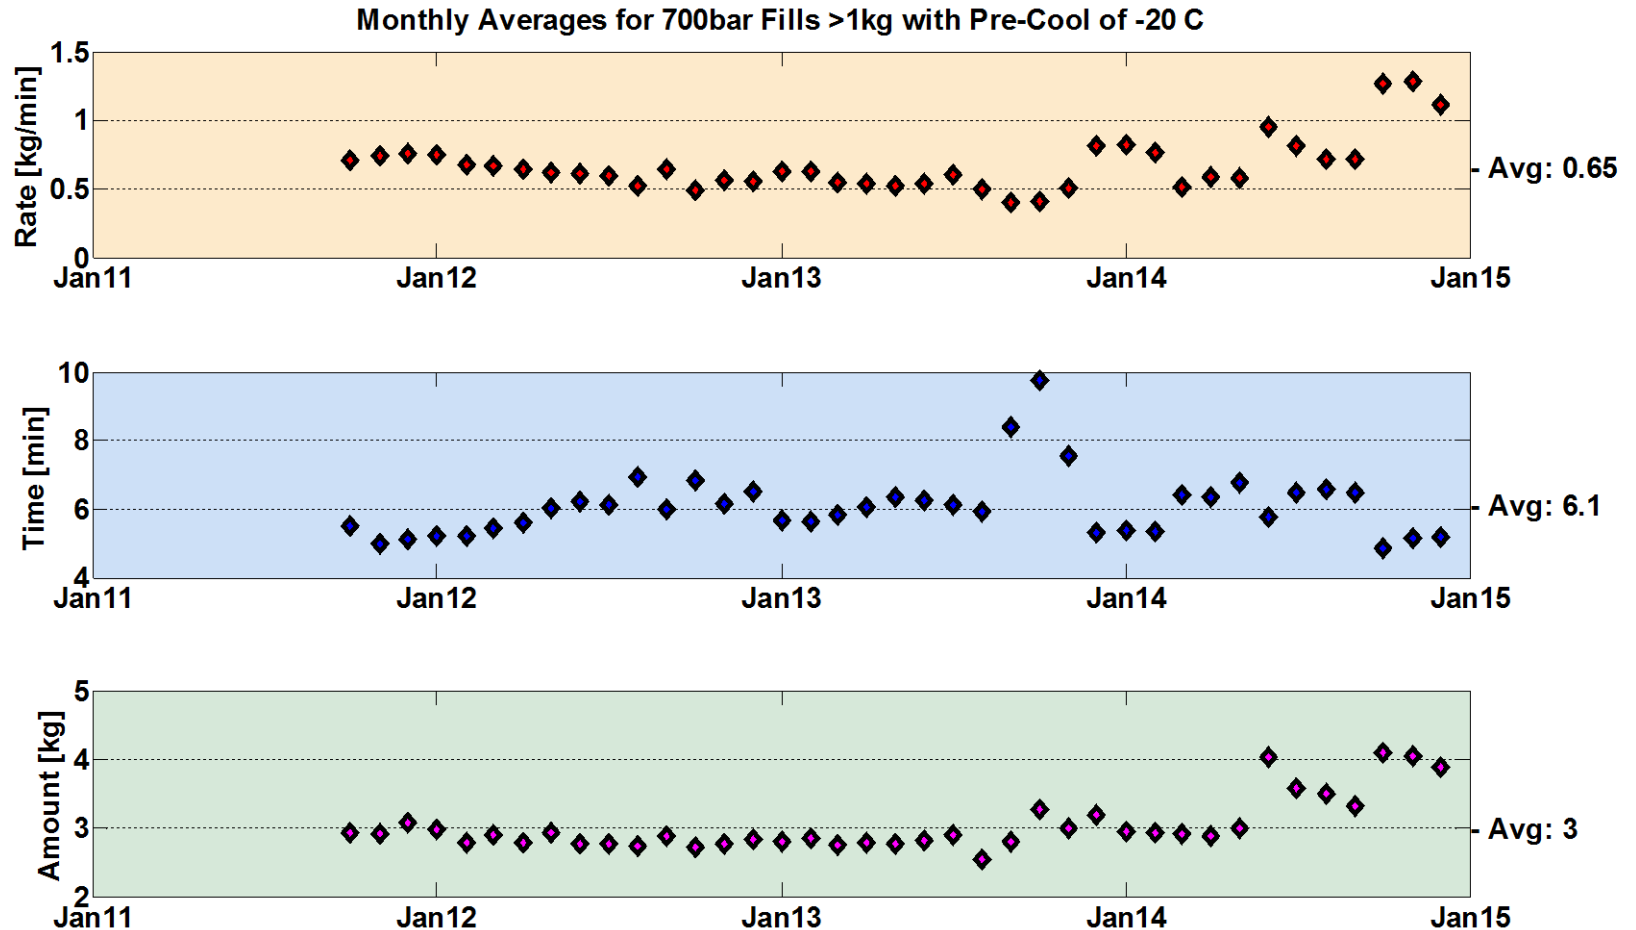 Monthly Averages for 700bar Fills >1kg with Pre-Cool of -20 C
Rate [kg/min]
1.5
1
0.5
0
Jan11 Jan12 Jan13 Jan14 Jan15
- Avg: 0.65
Time [min]
10
8
6
4
Jan11 Jan12 Jan13 Jan14 Jan15
- Avg: 6.1
Amount [kg]
5
4
3
2
Jan11 Jan12 Jan13 Jan14 Jan15
- Avg: 3